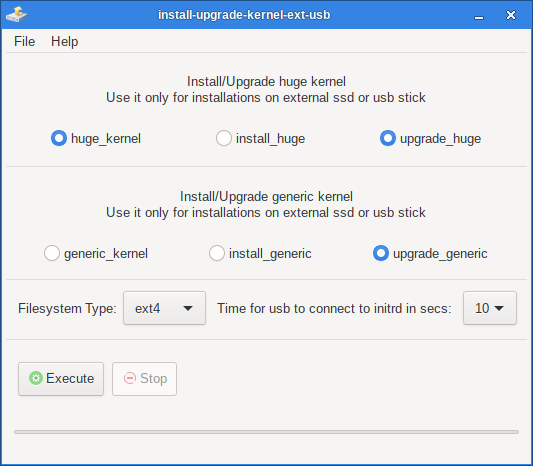 install-upgrade-kernel-ext-usb
File Help
Install/Upgrade huge kernel
Use it only for installations on external ssd or usb stick
huge_kernel install_huge upgrade_huge
Install/Upgrade generic kernel
Use it only for installations on external ssd or usb stick
generic_kernel install_generic upgrade_generic
Filesystem Type: ext4 Time for usb to connect to initrd in secs: 10
Execute Stop